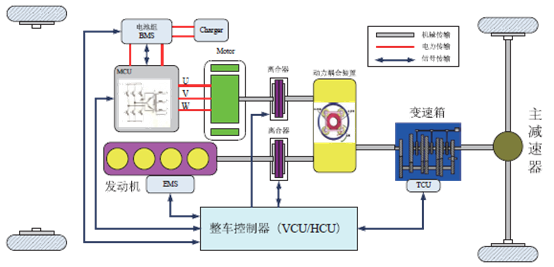 电池组
BMS
Charger
Motor
MCU
U
V
W
离合器
动力耦合装置
机械传输
电力传输
信号传输
变速箱
主减速器
离合器
发动机
EMS
TCU
整车控制器（VCU/HCU）